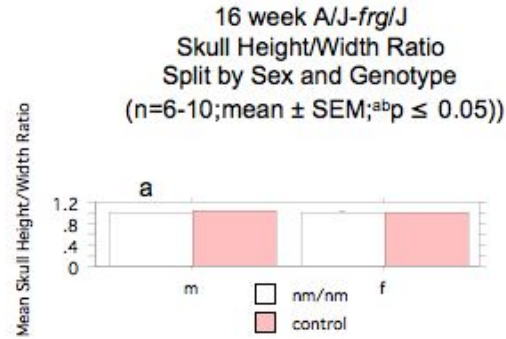 16 week A/J-frg/J
Skull Height/Width Ratio
Split by Sex and Genotype
(n=6-10;mean ± SEM;ᵃᵇp ≤ 0.05))
Mean Skull Height/Width Ratio
a
1.2
.8
.4
0
m
f
nm/nm
control